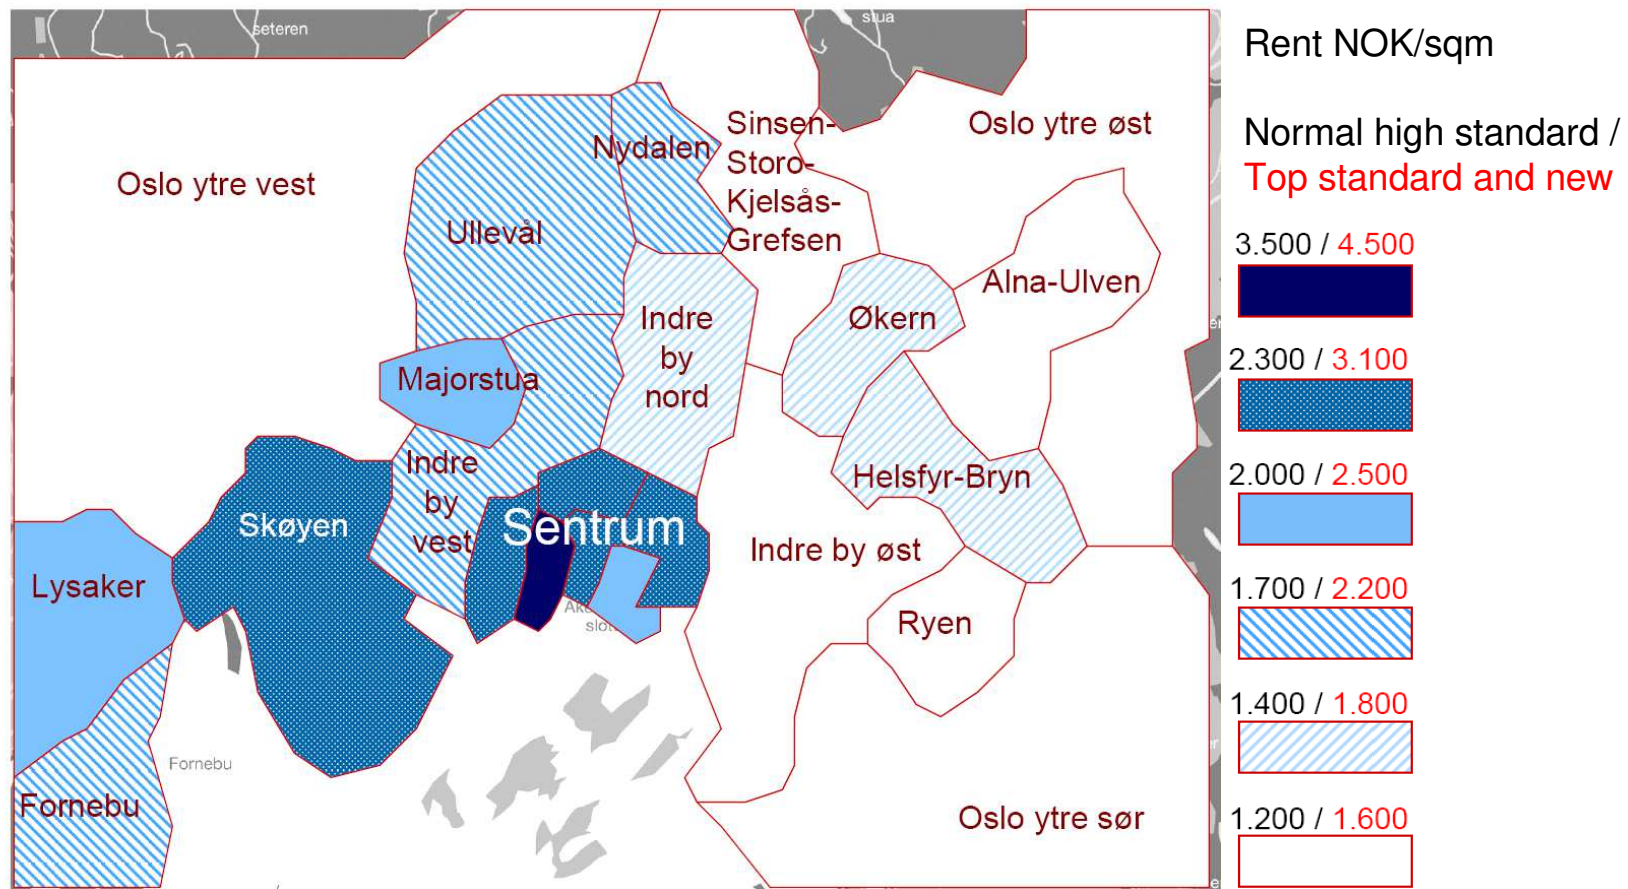 seteren
stua
Oslo ytre vest
Nydalen
Sinsen-
Storo-
Kjelsås-
Grefsen
Oslo ytre øst
Ullevål
Alna-Ulven
Indre
by
nord
Økern
Majorstua
Indre
by
vest
Helsfyr-Bryn
Skøyen
Sentrum
Indre by øst
Lysaker
Ryen
slott
Fornebu
Fornebu
Oslo ytre sør
Rent NOK/sqm
Normal high standard /
Top standard and new
3.500 / 4.500
2.300 / 3.100
2.000 / 2.500
1.700 / 2.200
1.400 / 1.800
1.200 / 1.600